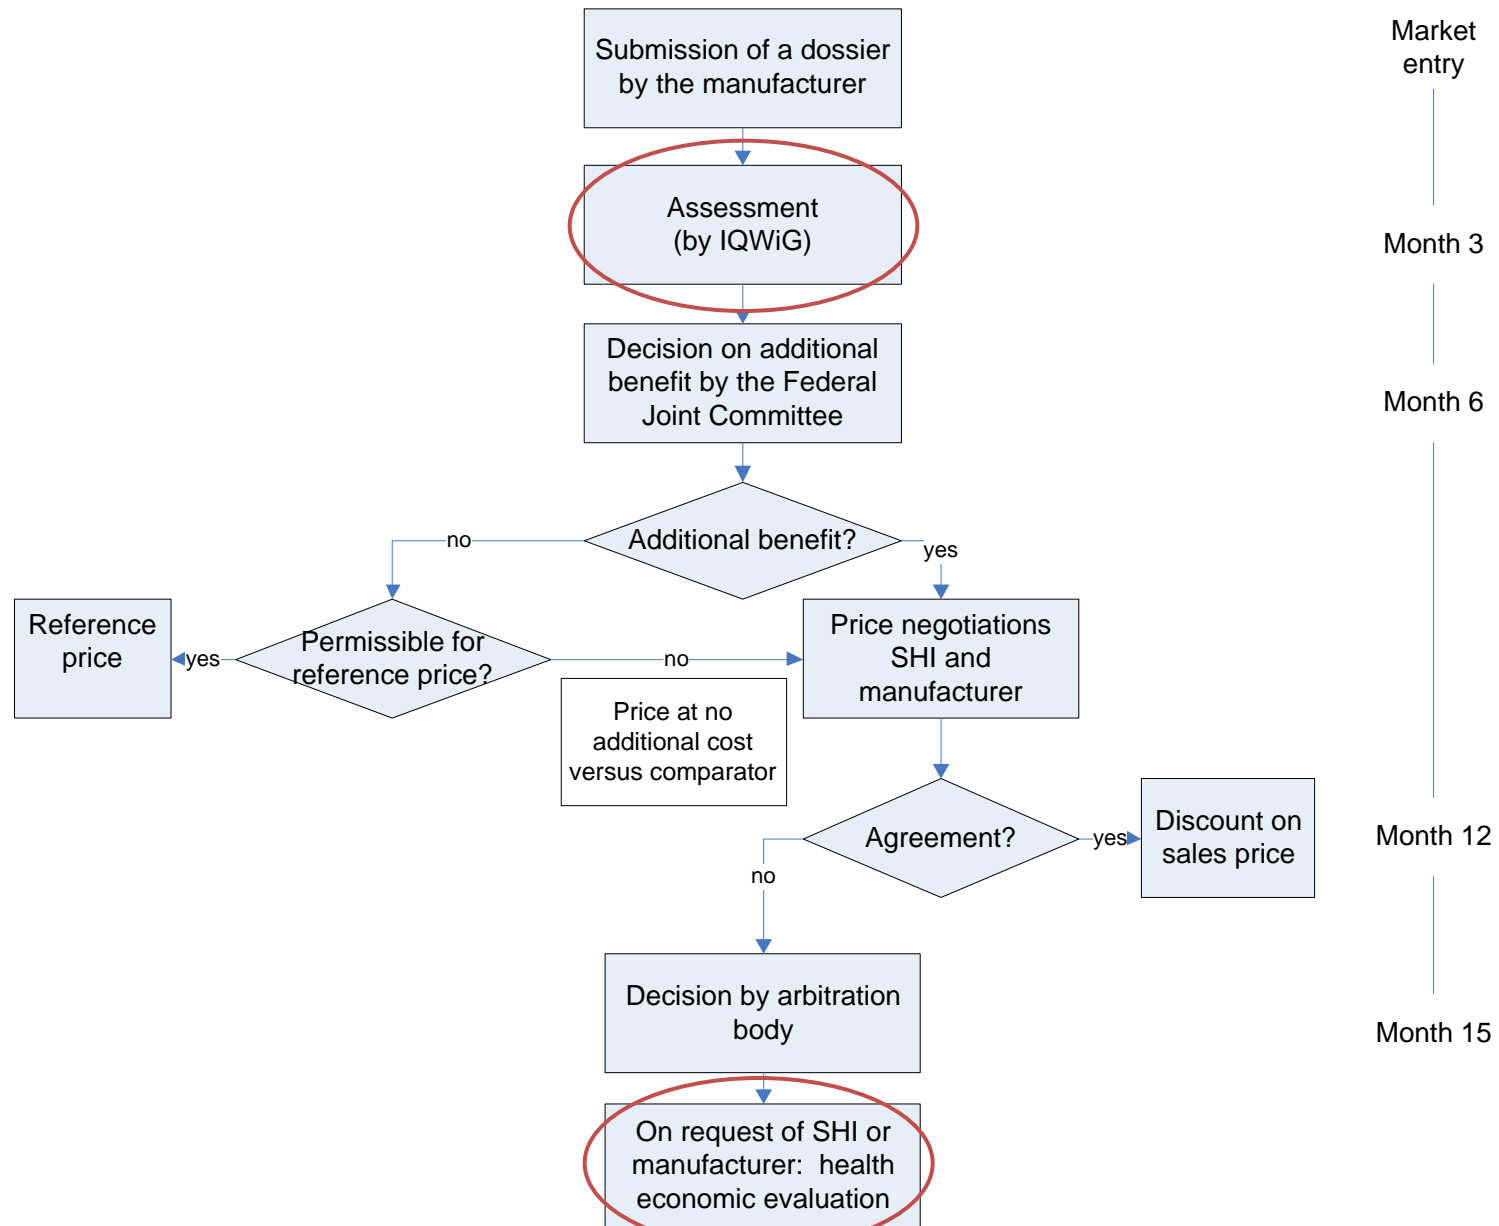 Submission of a dossier
by the manufacturer
Market
entry
Assessment
(by IQWiG)
Month 3
Decision on additional
benefit by the Federal
Joint Committee
Month 6
Additional benefit?
no
yes
Reference
price
yes
Permissible for
reference price?
no
Price negotiations
SHI and
manufacturer
Price at no
additional cost
versus comparator
Agreement?
yes
Discount on
sales price
Month 12
no
Decision by arbitration
body
Month 15
On request of SHI or
manufacturer:  health
economic evaluation